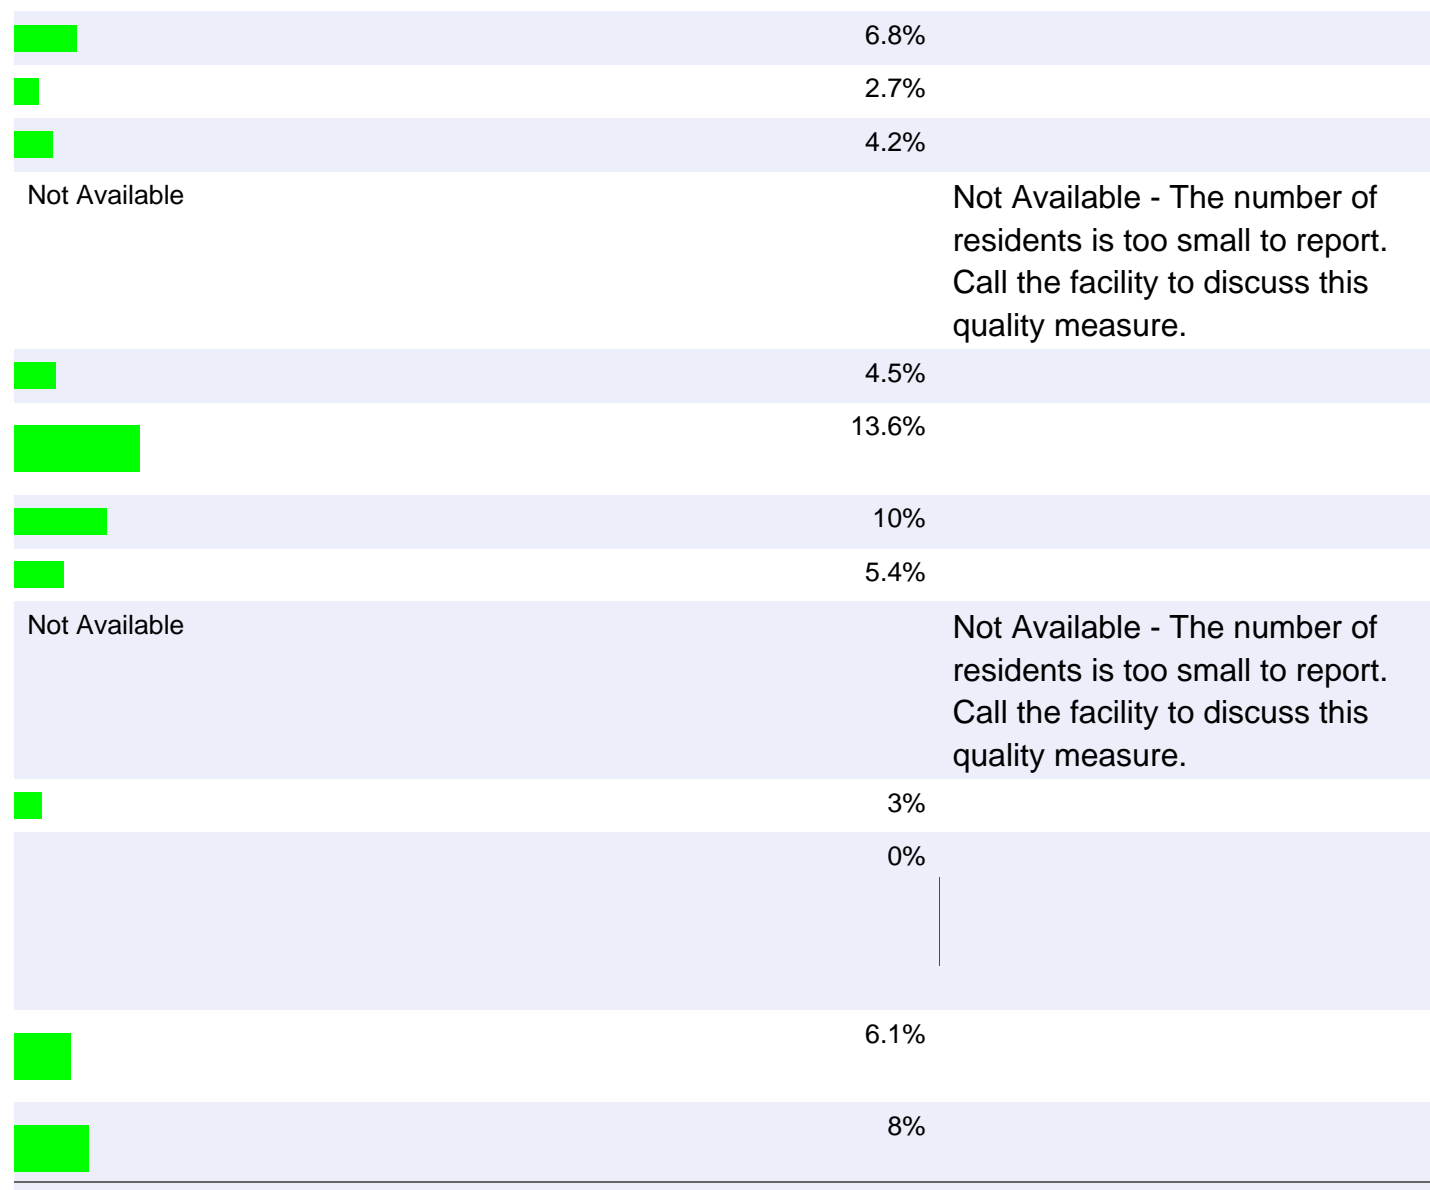 6.8%
2.7%
4.2%
Not Available
Not Available - The number of
residents is too small to report.
Call the facility to discuss this
quality measure.
4.5%
13.6%
10%
5.4%
Not Available
Not Available - The number of
residents is too small to report.
Call the facility to discuss this
quality measure.
3%
0%
6.1%
8%